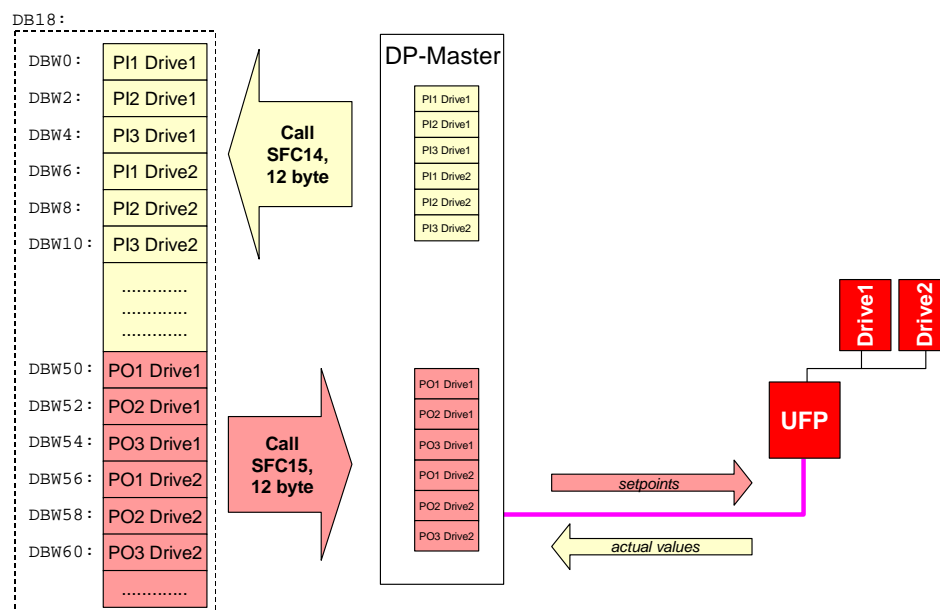 DB18:
DBW0: PI1 Drive1
DBW2: PI2 Drive1
DBW4: PI3 Drive1
DBW6: PI1 Drive2
DBW8: PI2 Drive2
DBW10: PI3 Drive2
.............
.............
.............
DBW50: PO1 Drive1
DBW52: PO2 Drive1
DBW54: PO3 Drive1
DBW56: PO1 Drive2
DBW58: PO2 Drive2
DBW60: PO3 Drive2
.............
Call
SFC14,
12 byte
Call
SFC15,
12 byte
DP-Master
PI1 Drive1
PI2 Drive1
PI3 Drive1
PI1 Drive2
PI2 Drive2
PI3 Drive2
PO1 Drive1
PO2 Drive1
PO3 Drive1
PO1 Drive2
PO2 Drive2
PO3 Drive2
setpoints
actual values
Drive1
Drive2
UFP